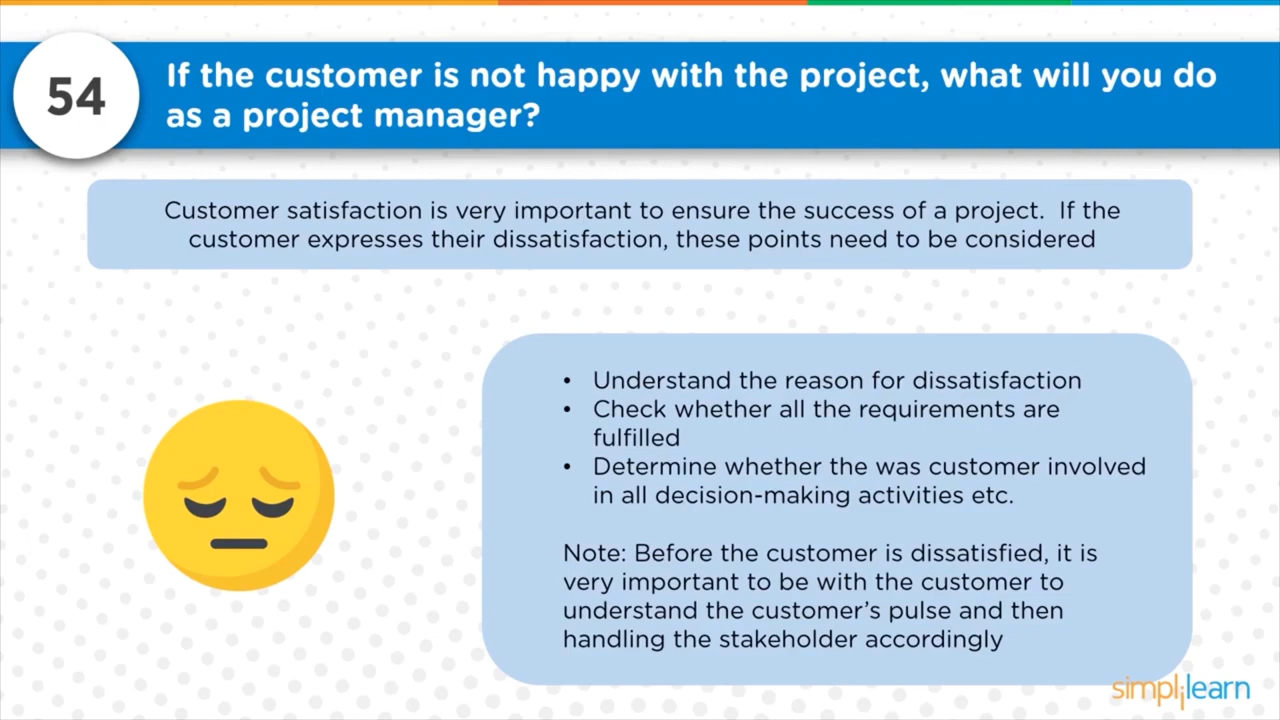 54
If the customer is not happy with the project, what will you do
as a project manager?
Customer satisfaction is very important to ensure the success of a project.  If the
customer expresses their dissatisfaction, these points need to be considered
• Understand the reason for dissatisfaction
• Check whether all the requirements are
fulfilled
• Determine whether the was customer involved
in all decision-making activities etc.
Note: Before the customer is dissatisfied, it is
very important to be with the customer to
understand the customer’s pulse and then
handling the stakeholder accordingly
simplilearn